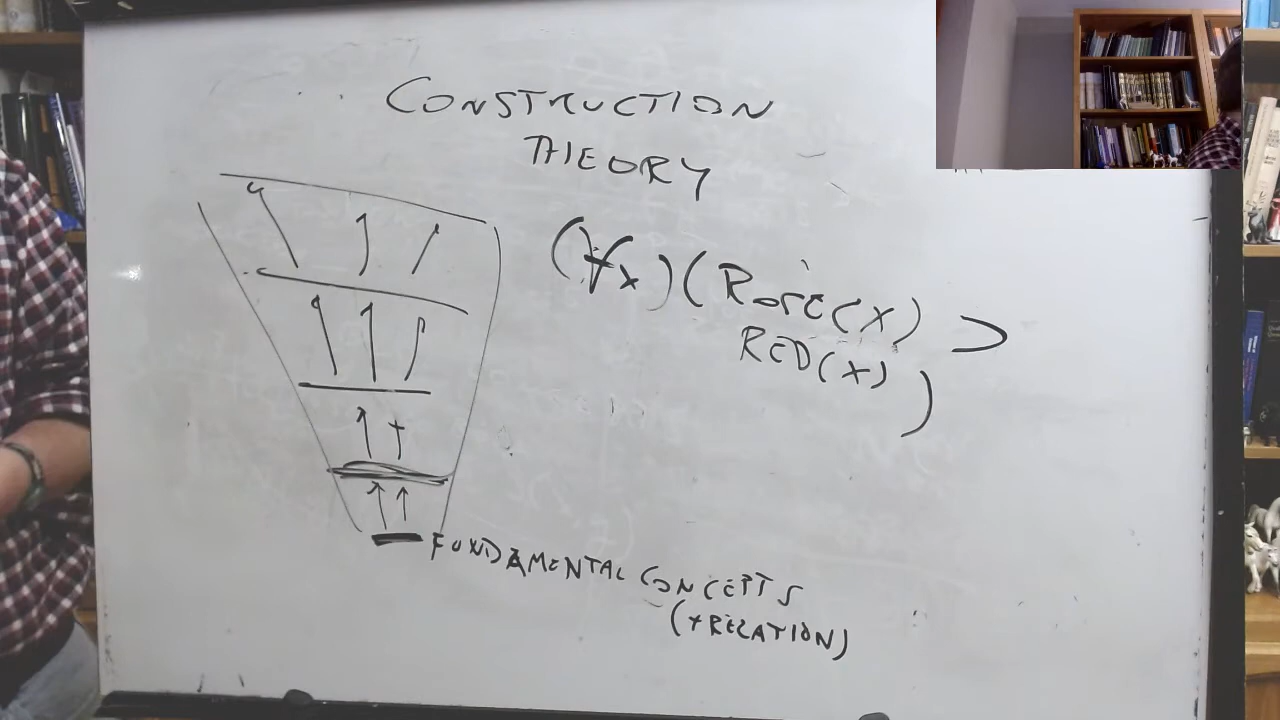 CONSTRUCTION
THEORY
(∀x)(Rose(x) ⊃
RED(x))
FUNDAMENTAL CONCEPTS
(+RELATION)